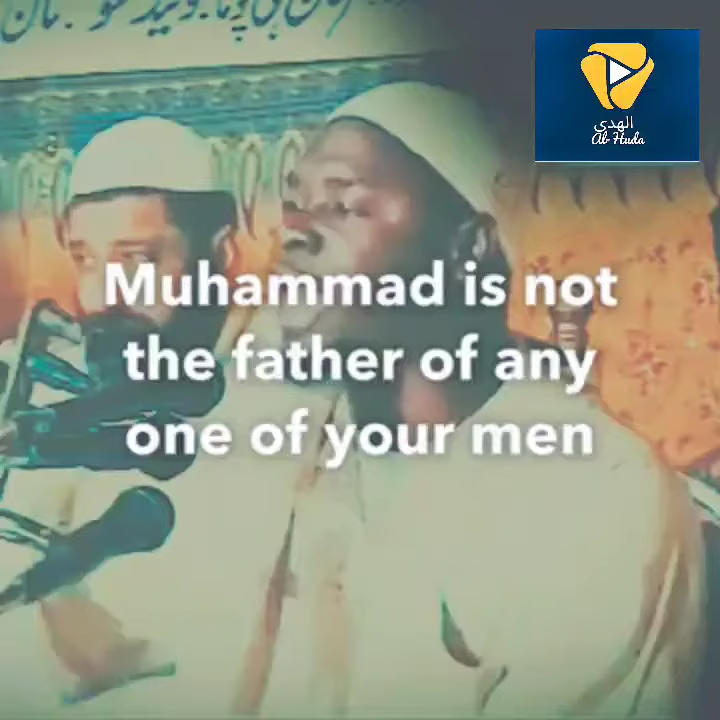 الهدى
Al-Huda
Muhammad is not
the father of any
one of your men